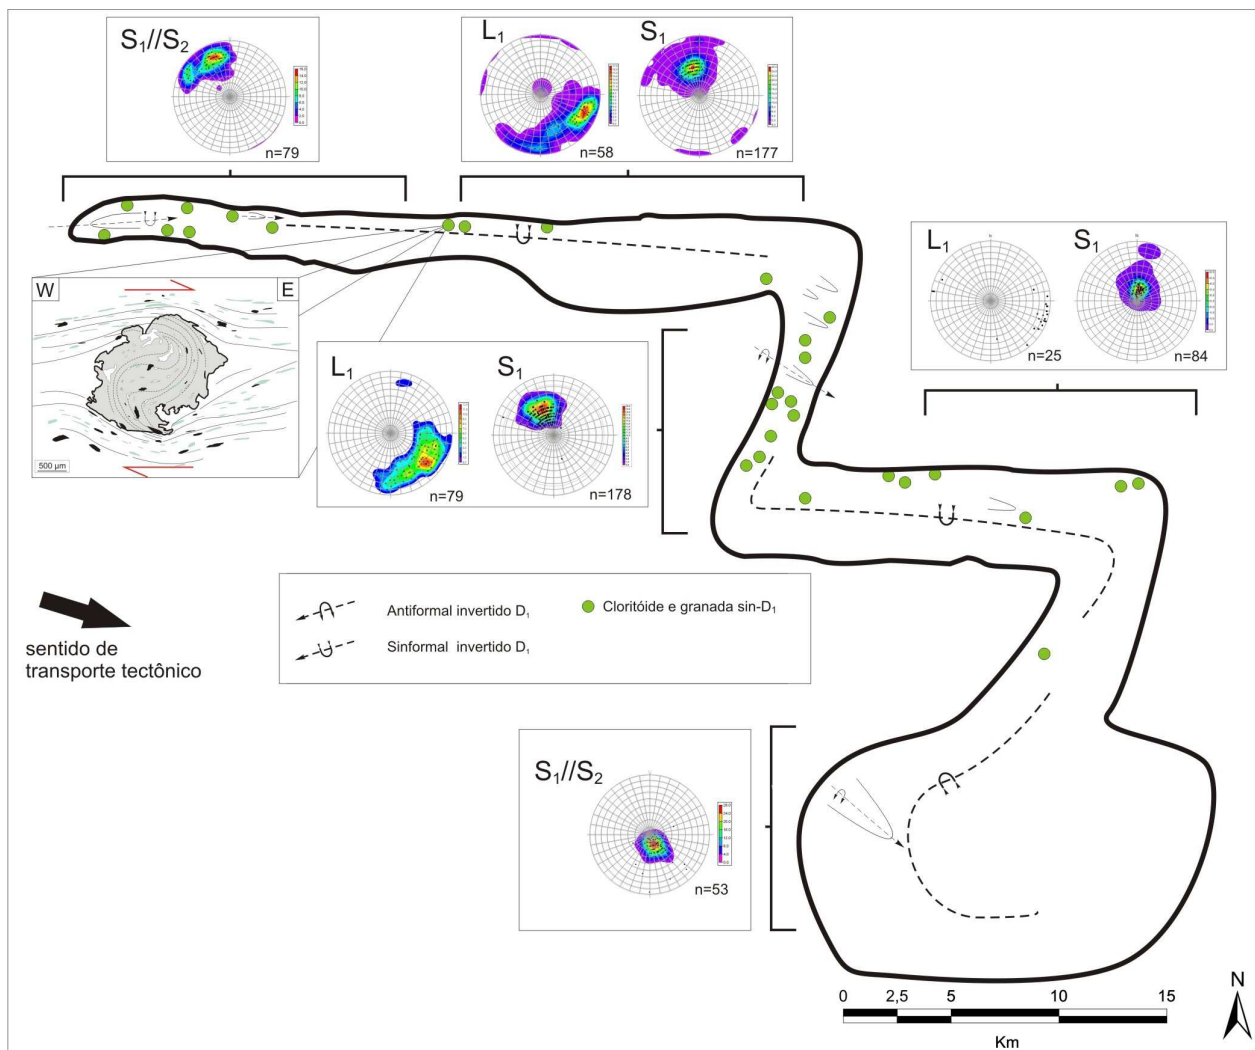 S₁//S₂
n=79
L₁
S₁
n=58
n=177
W
E
500 µm
L₁
S₁
n=79
n=178
L₁
S₁
N
N
n=25
n=84
Antiformal invertido D₁
Cloritóide e granada sin-D₁
Sinformal invertido D₁
sentido de
transporte tectônico
S₁//S₂
n=53
0 2,5 5 10 15
Km
N